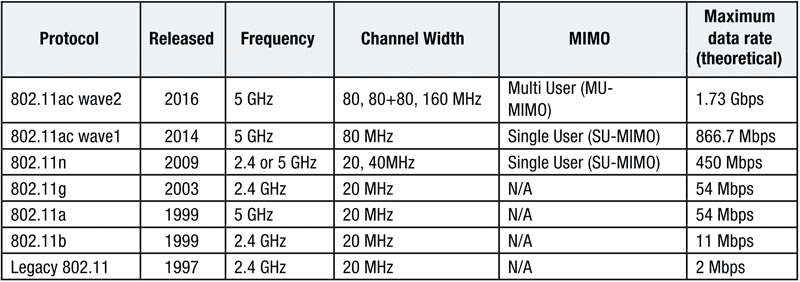 Protocol Released Frequency Channel Width MIMO Maximum data rate (theoretical)
802.11ac wave2 2016 5 GHz 80, 80+80, 160 MHz Multi User (MU-MIMO) 1.73 Gbps
802.11ac wave1 2014 5 GHz 80 MHz Single User (SU-MIMO) 866.7 Mbps
802.11n 2009 2.4 or 5 GHz 20, 40MHz Single User (SU-MIMO) 450 Mbps
802.11g 2003 2.4 GHz 20 MHz N/A 54 Mbps
802.11a 1999 5 GHz 20 MHz N/A 54 Mbps
802.11b 1999 2.4 GHz 20 MHz N/A 11 Mbps
Legacy 802.11 1997 2.4 GHz 20 MHz N/A 2 Mbps